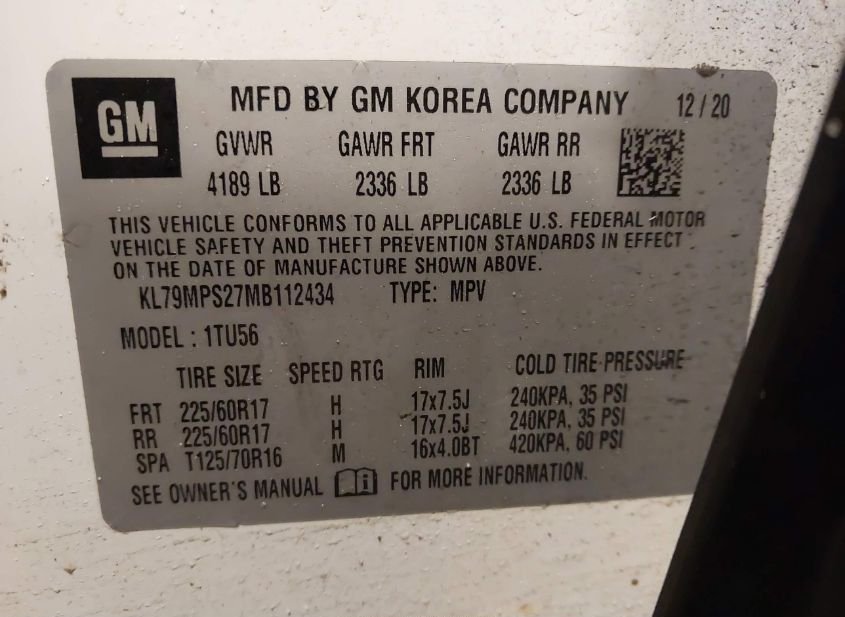 GM MFD BY GM KOREA COMPANY 12/20
GVWR GAWR FRT GAWR RR
4189 LB 2336 LB 2336 LB
THIS VEHICLE CONFORMS TO ALL APPLICABLE U.S. FEDERAL MOTOR
VEHICLE SAFETY AND THEFT PREVENTION STANDARDS IN EFFECT
ON THE DATE OF MANUFACTURE SHOWN ABOVE.
KL79MPS27MB112434 TYPE: MPV
MODEL : 1TU56
TIRE SIZE SPEED RTG RIM COLD TIRE PRESSURE
FRT 225/60R17 H 17x7.5J 240KPA, 35 PSI
RR 225/60R17 H 17x7.5J 240KPA, 35 PSI
SPA T125/70R16 M 16x4.0BT 420KPA, 60 PSI
SEE OWNER'S MANUAL i FOR MORE INFORMATION.